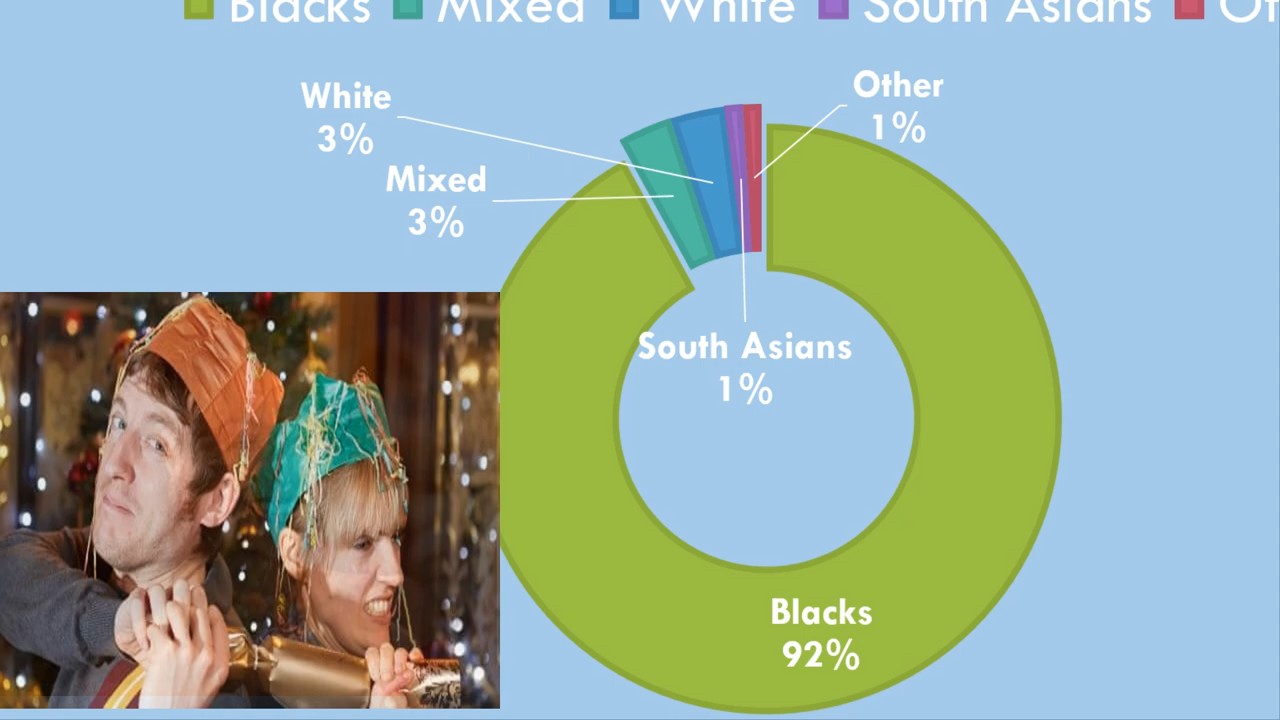 Blacks Mixed White South Asians
White
3%
Mixed
3%
Other
1%
South Asians
1%
Blacks
92%